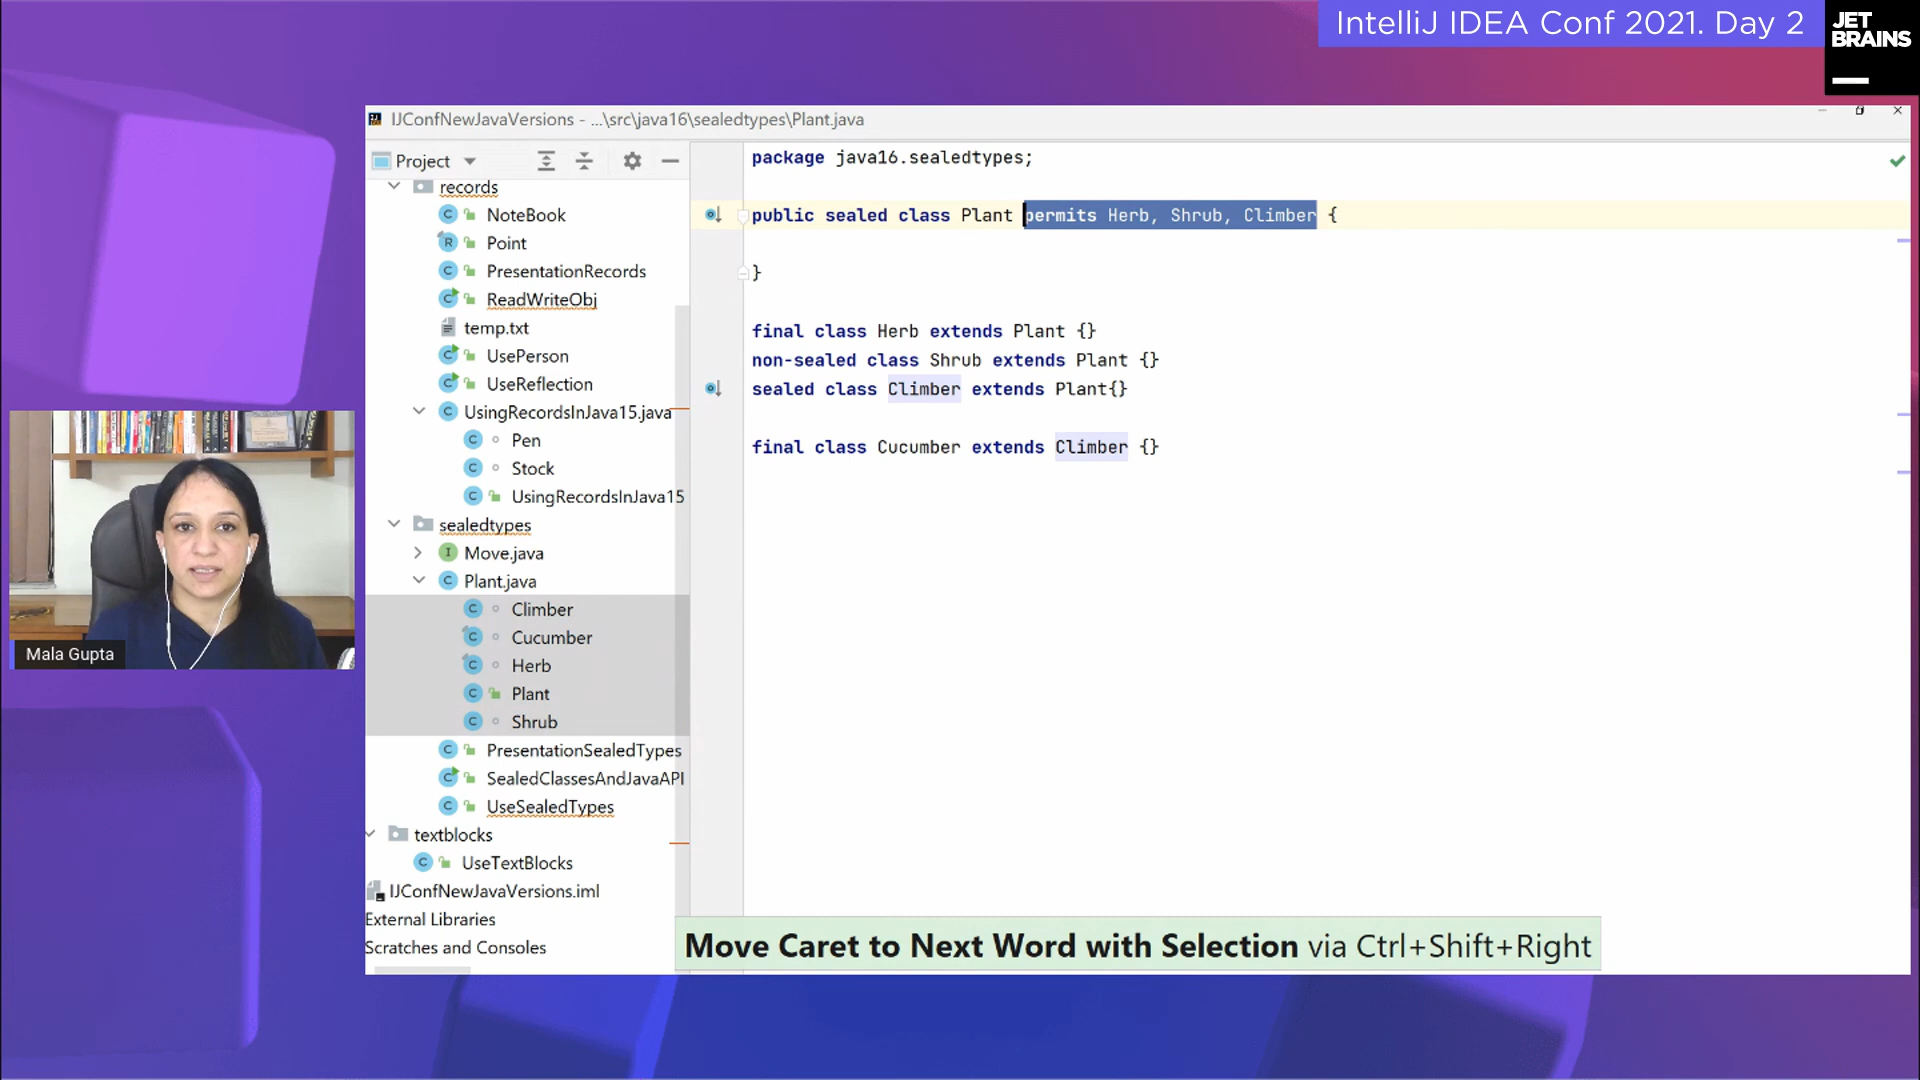 IntelliJ IDEA Conf 2021. Day 2
JET
BRAINS
IJConfNewJavaVersions - ...\src\java16\sealedtypes\Plant.java
Project
records
NoteBook
Point
PresentationRecords
ReadWriteObj
temp.txt
UsePerson
UseReflection
UsingRecordsInJava15.java
Pen
Stock
UsingRecordsInJava15
sealedtypes
Move.java
Plant.java
Climber
Cucumber
Herb
Plant
Shrub
PresentationSealedTypes
SealedClassesAndJavaAPI
UseSealedTypes
textblocks
UseTextBlocks
IJConfNewJavaVersions.iml
External Libraries
Scratches and Consoles
package java16.sealedtypes;
public sealed class Plant permits Herb, Shrub, Climber {
}
final class Herb extends Plant {}
non-sealed class Shrub extends Plant {}
sealed class Climber extends Plant{}
final class Cucumber extends Climber {}
Move Caret to Next Word with Selection via Ctrl+Shift+Right
Mala Gupta